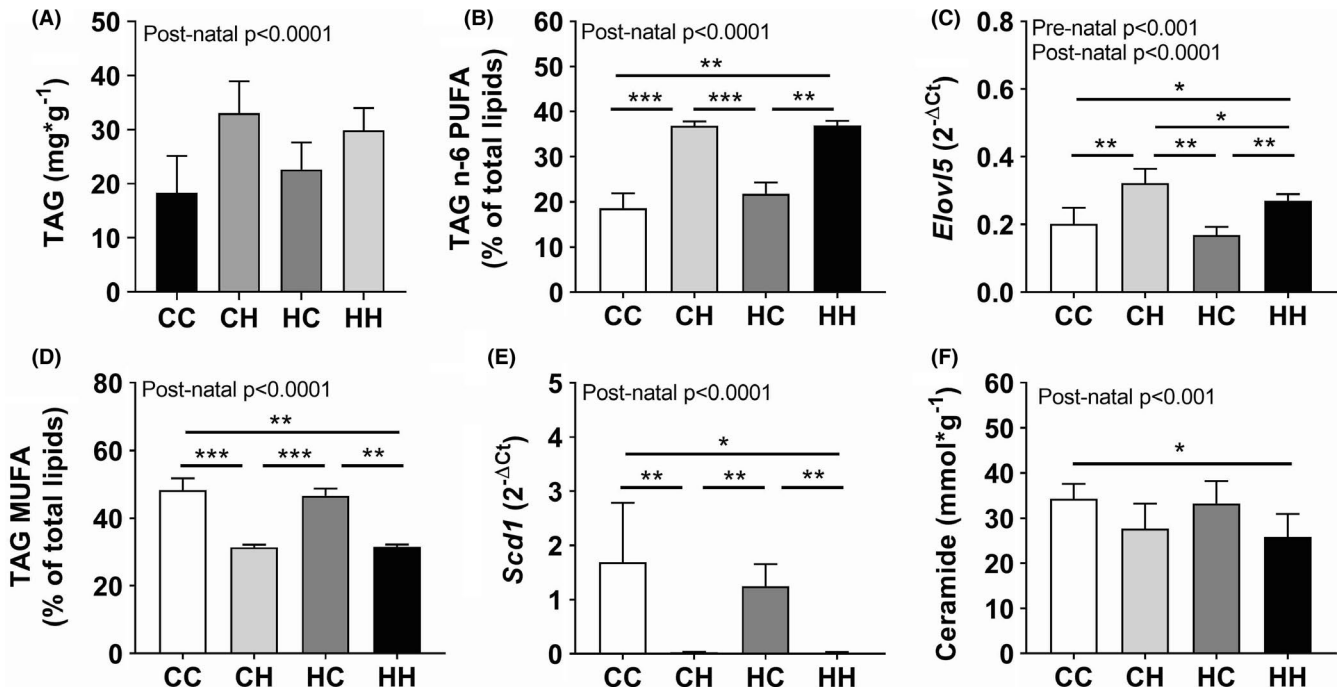 (A)
Post-natal p<0.0001
TAG (mg*g-1)
50
40
30
20
10
0
CC CH HC HH
(B)
Post-natal p<0.0001
TAG n-6 PUFA
(% of total lipids)
60
50
40
30
20
10
0
**
*** *** **
CC CH HC HH
(C)
Pre-natal p<0.001
Post-natal p<0.0001
Elovl5 (2-ΔCt)
0.8
0.6
0.4
0.2
0.0
*
*
** ** **
CC CH HC HH
(D)
Post-natal p<0.0001
TAG MUFA
(% of total lipids)
80
60
40
20
0
**
*** *** **
CC CH HC HH
(E)
Post-natal p<0.0001
Scd1 (2-ΔCt)
5
4
3
2
1
0
*
** ** **
CC CH HC HH
(F)
Post-natal p<0.001
Ceramide (mmol*g-1)
60
50
40
30
20
10
0
*
CC CH HC HH